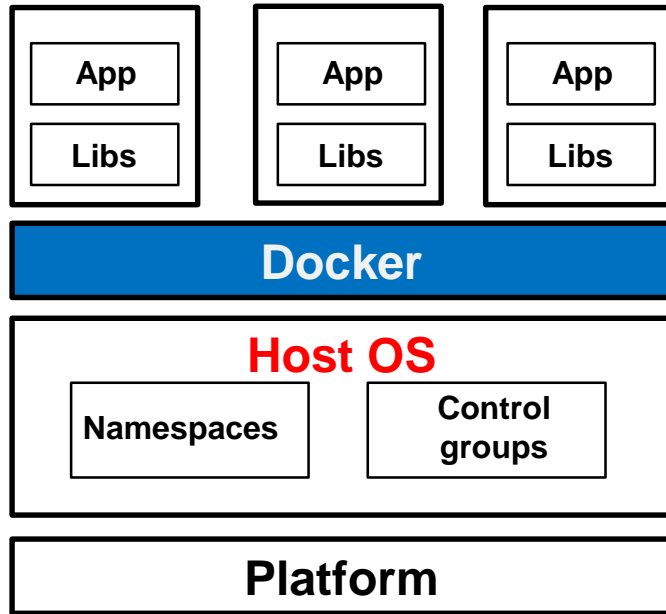 App
App
App
Libs
Libs
Libs
Docker
Host OS
Namespaces
Control
groups
Platform